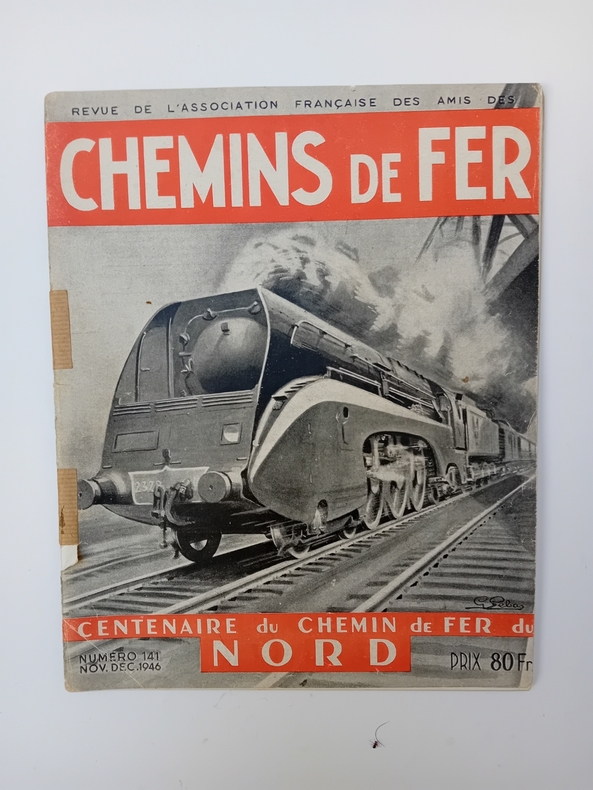 REVUE DE L'ASSOCIATION FRANÇAISE DES AMIS DES
CHEMINS DE FER
2378
CENTENAIRE du CHEMIN de FER du
NORD
NUMÉRO 141
NOV. DEC. 1946
PRIX 80 Fr